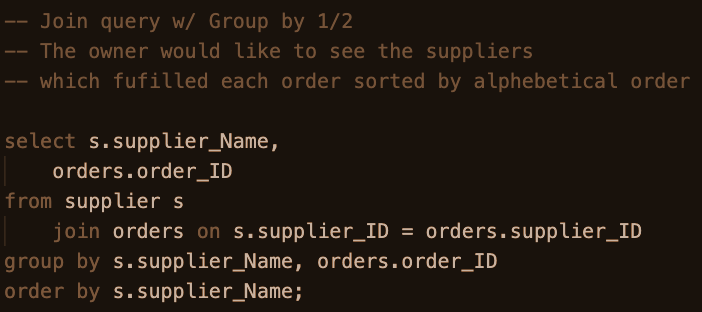 -- Join query w/ Group by 1/2
-- The owner would like to see the suppliers
-- which fufilled each order sorted by alphebetical order
select s.supplier_Name,
orders.order_ID
from supplier s
join orders on s.supplier_ID = orders.supplier_ID
group by s.supplier_Name, orders.order_ID
order by s.supplier_Name;